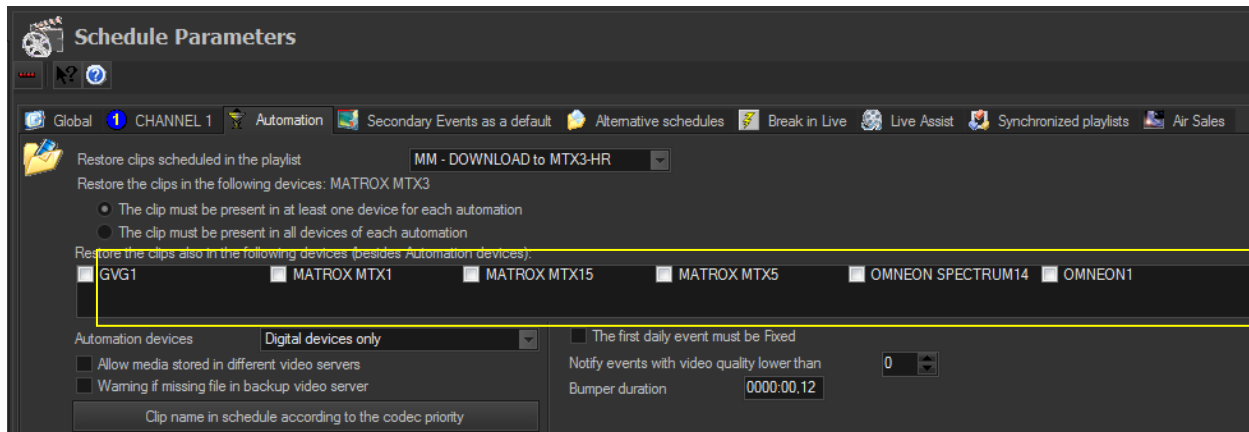 Schedule Parameters
Global 1 CHANNEL 1 Automation Secondary Events as a default Alternative schedules Break in Live Live Assist Synchronized playlists Air Sales
Restore clips scheduled in the playlist MM - DOWNLOAD to MTX3-HR
Restore the clips in the following devices: MATROX MTX3
The clip must be present in at least one device for each automation
The clip must be present in all devices of each automation
Restore the clips also in the following devices (besides Automation devices):
GVG1 MATROX MTX1 MATROX MTX15 MATROX MTX5 OMNEON SPECTRUM14 OMNEON1
Automation devices Digital devices only The first daily event must be Fixed
Allow media stored in different video servers Notify events with video quality lower than 0
Warning if missing file in backup video server Bumper duration 0000:00,12
Clip name in schedule according to the codec priority